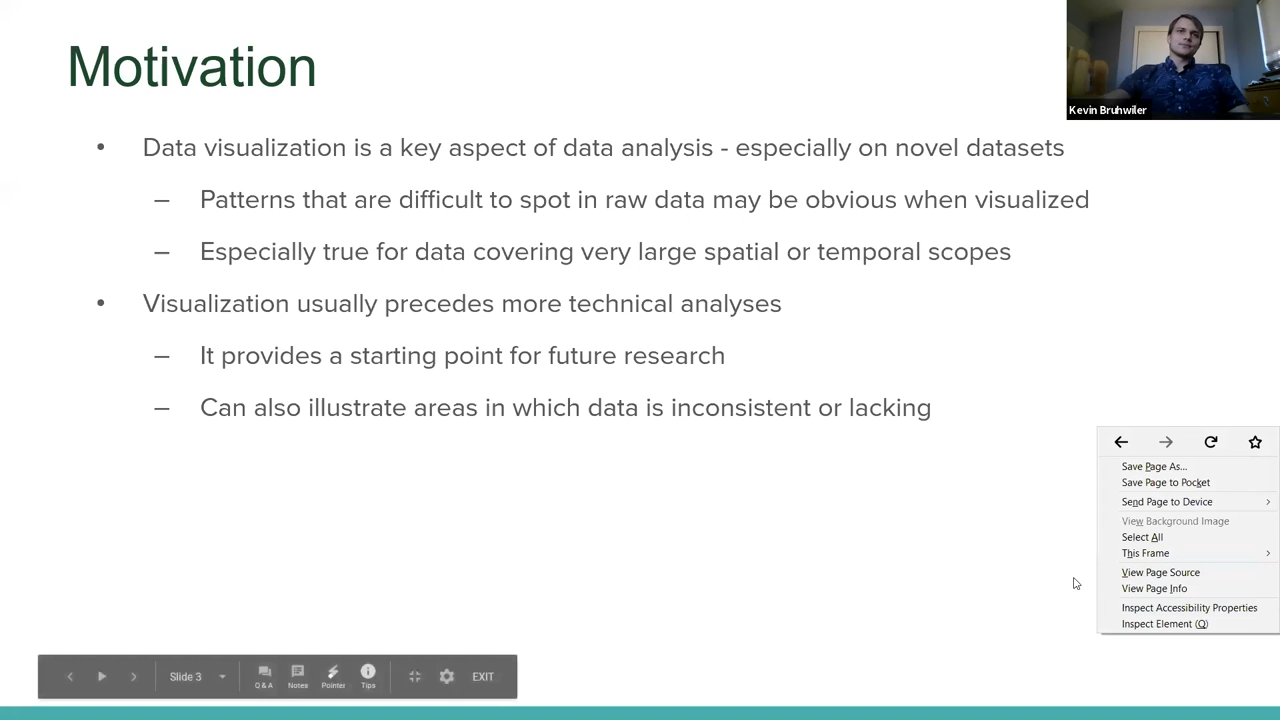 Motivation
Kevin Bruhwiler
• Data visualization is a key aspect of data analysis - especially on novel datasets
– Patterns that are difficult to spot in raw data may be obvious when visualized
– Especially true for data covering very large spatial or temporal scopes
• Visualization usually precedes more technical analyses
– It provides a starting point for future research
– Can also illustrate areas in which data is inconsistent or lacking
Save Page As...
Save Page to Pocket
Send Page to Device
View Background Image
Select All
This Frame
View Page Source
View Page Info
Inspect Accessibility Properties
Inspect Element (Q)
Slide 3
Q & A
Notes
Pointer
Tips
EXIT